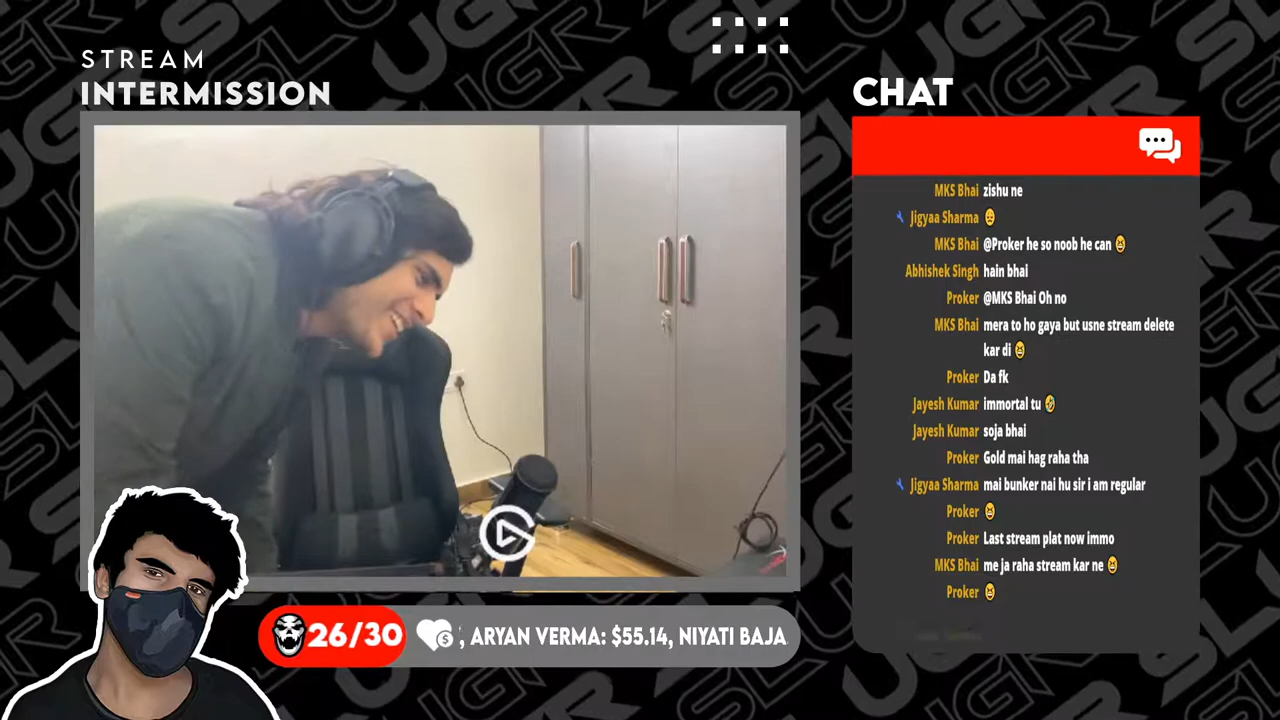 STREAM
INTERMISSION
CHAT
MKS Bhai zishu ne
Jigyaa Sharma
MKS Bhai @Proker he so noob he can
Abhishek Singh hain bhai
Proker @MKS Bhai Oh no
MKS Bhai mera to ho gaya but usne stream delete
kar di
Proker Da fk
Jayesh Kumar immortal tu 🤣
Jayesh Kumar soja bhai
Proker Gold mai hag raha tha
Jigyaa Sharma mai bunker nai hu sir i am regular
Proker
Proker Last stream plat now immo
MKS Bhai me ja raha stream kar ne
Proker
26/30
, ARYAN VERMA: $55.14, NIYATI BAJA